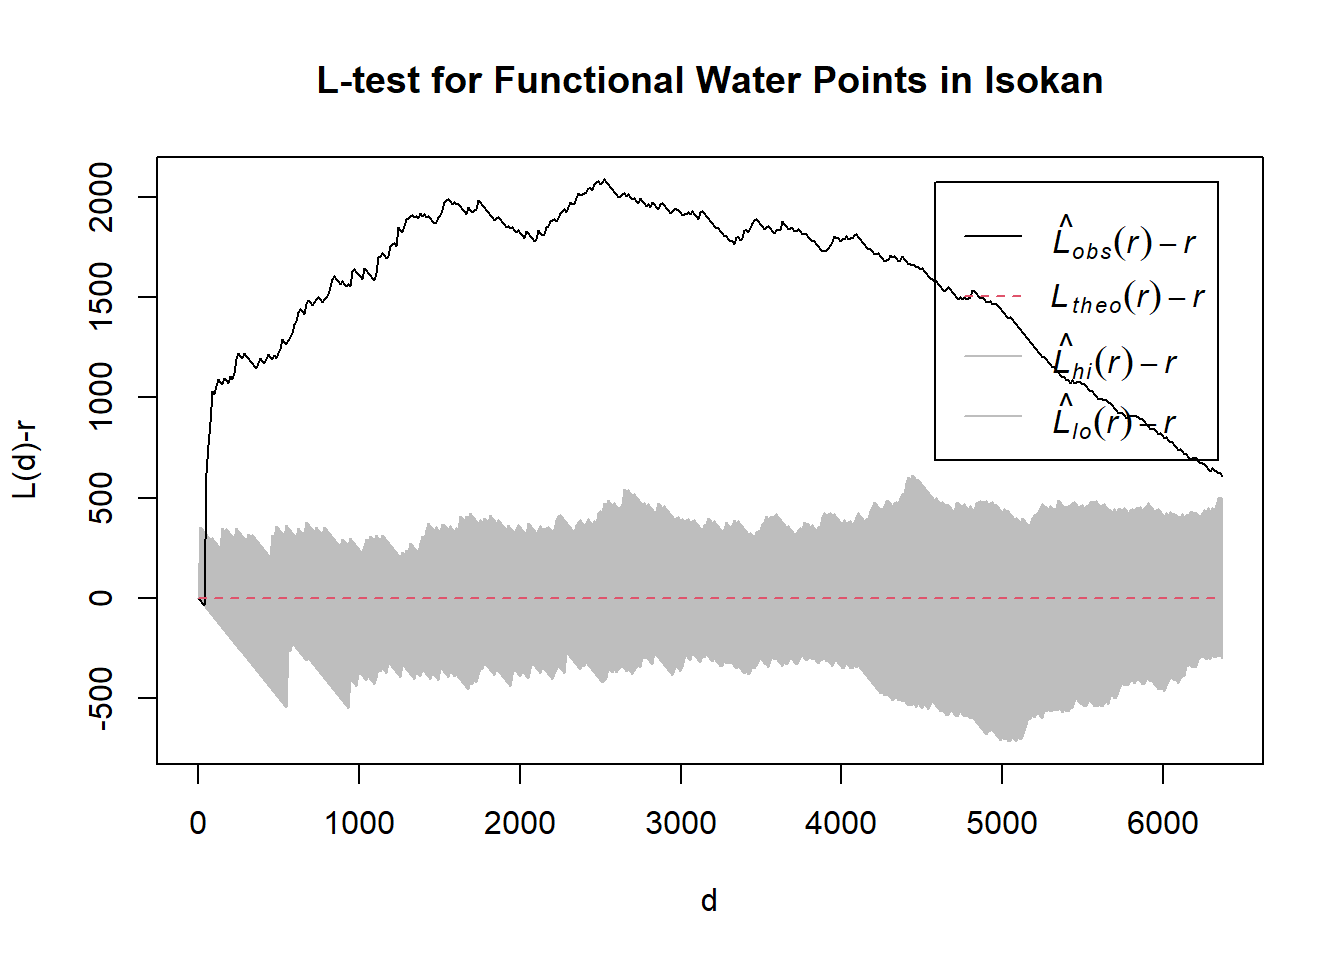 L-test for Functional Water Points in Isokan
L(d)-r
2000
1500
1000
500
0
-500
L̂obs(r) – r
Ltheo(r) – r
L̂hi(r) – r
L̂lo(r) – r
0 1000 2000 3000 4000 5000 6000
d